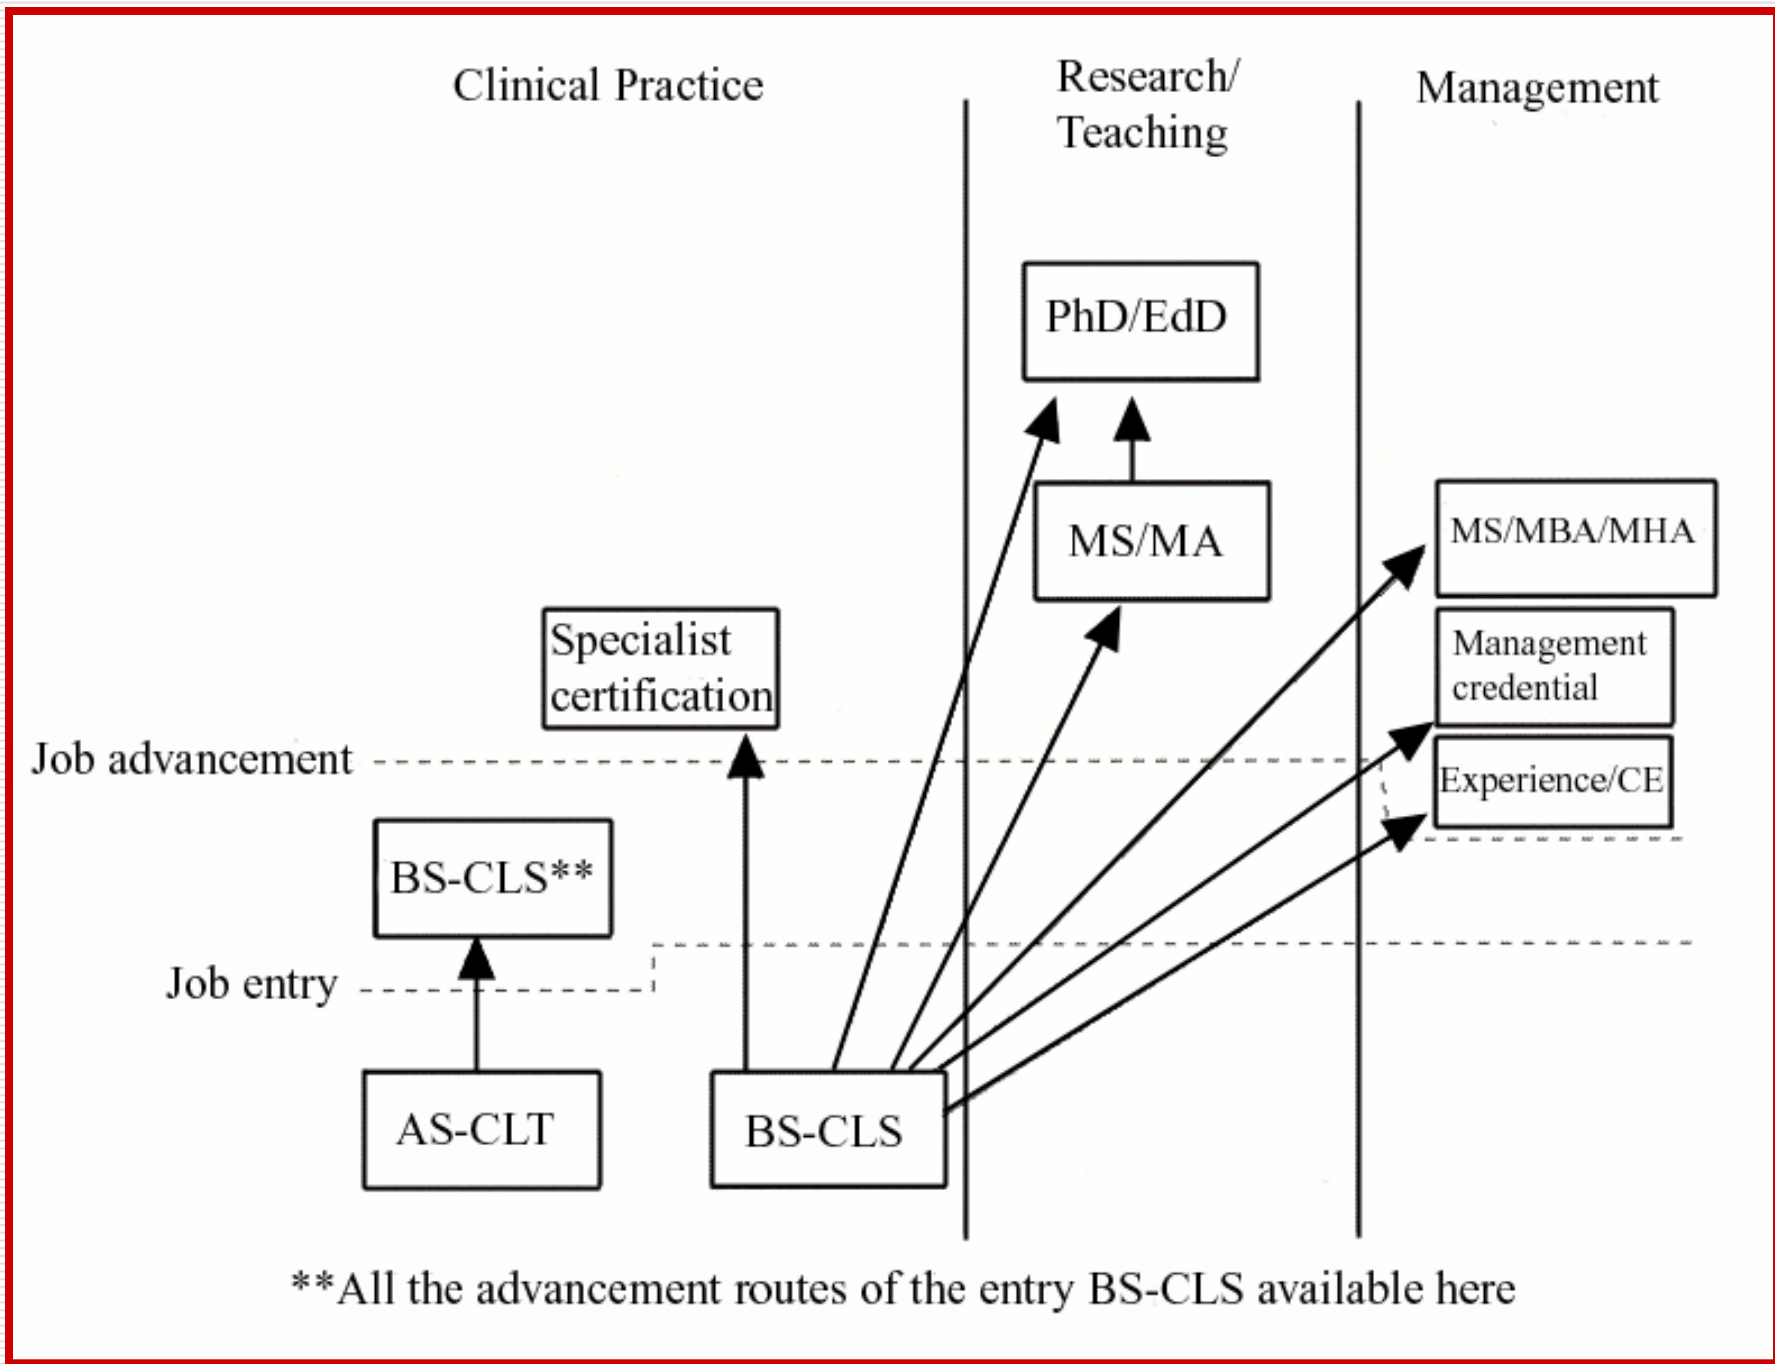 Clinical Practice
Research/
Teaching
Management
PhD/EdD
MS/MA
MS/MBA/MHA
Specialist
certification
Management
credential
Job advancement
Experience/CE
BS-CLS**
Job entry
AS-CLT
BS-CLS
**All the advancement routes of the entry BS-CLS available here